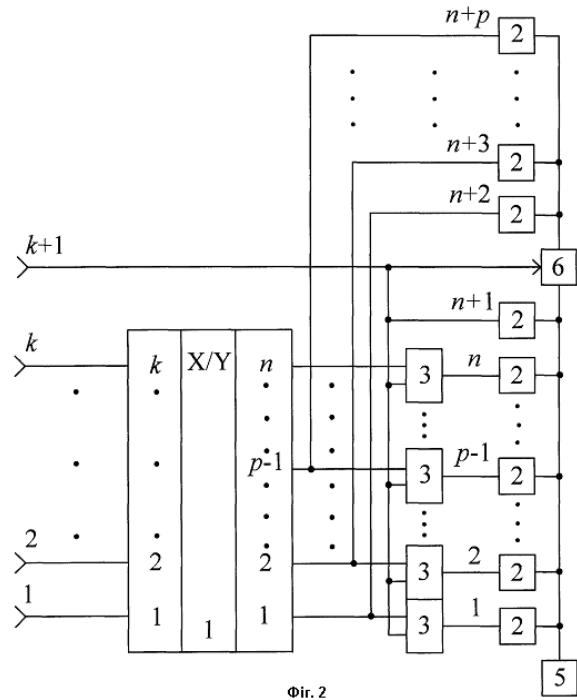 n+p 2
n+3 2
n+2 2
k+1 6
n+1 2
k k X/Y n 3 n 2
p-1 3 p-1 2
2 2 2 3 2 2
1 1 1 1 3 1 2
5
Фіг. 2